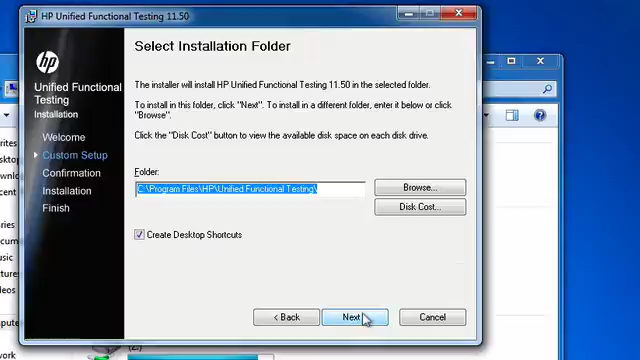 HP Unified Functional Testing 11.50
hp
Unified Functional
Testing
Installation
Welcome
Custom Setup
Confirmation
Installation
Finish
Select Installation Folder
The installer will install HP Unified Functional Testing 11.50 in the selected folder.
To install in this folder, click "Next". To install in a different folder, enter it below or click
"Browse".
Click the "Disk Cost" button to view the available disk space on each disk drive.
Folder:
C:\Program Files\HP\Unified Functional Testing\
Browse...
Disk Cost...
Create Desktop Shortcuts
< Back
Next
Cancel